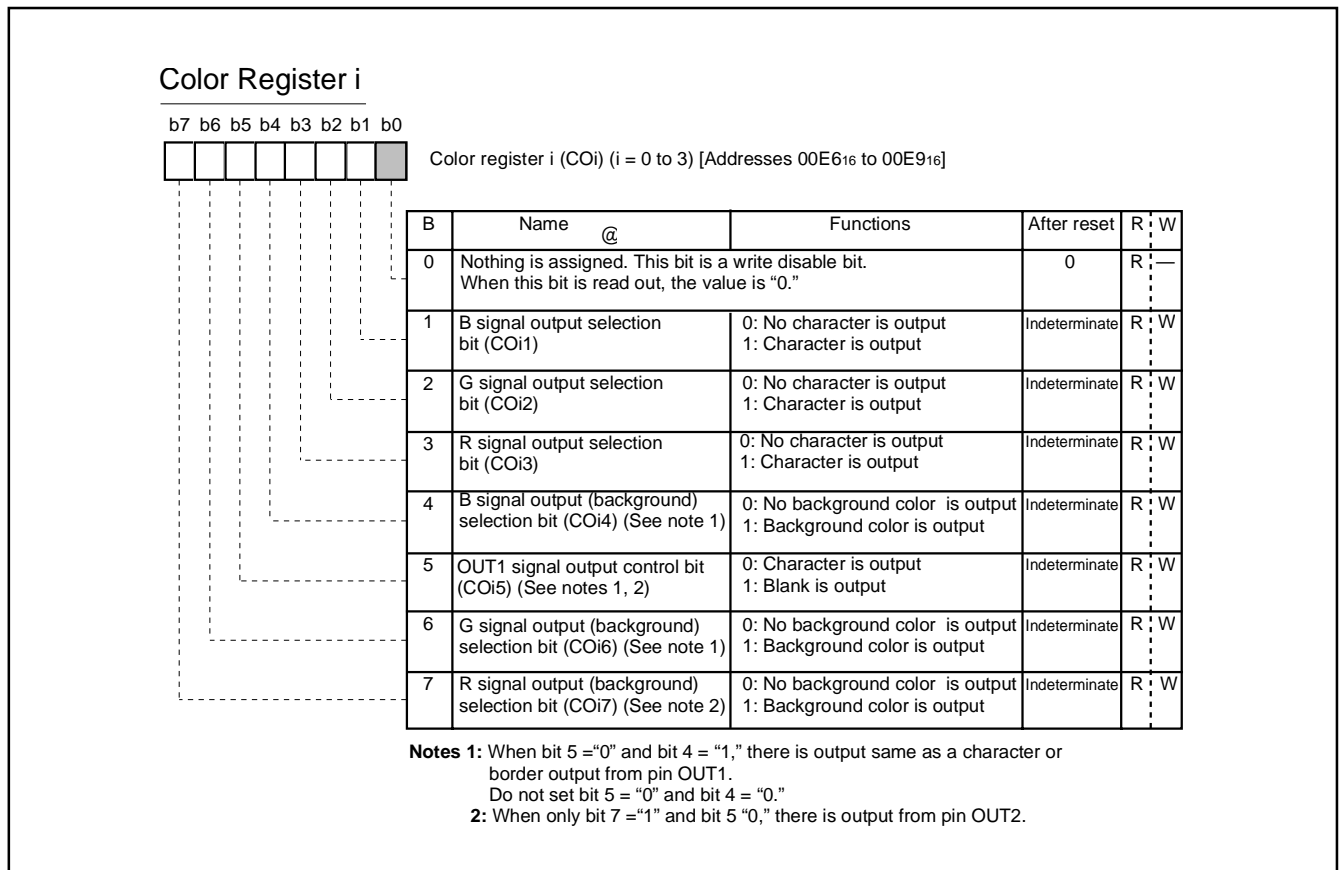 Color Register i
b7 b6 b5 b4 b3 b2 b1 b0
Color register i (COi) (i = 0 to 3) [Addresses 00E616 to 00E916]
B Name @ Functions After reset R W
0 Nothing is assigned. This bit is a write disable bit. 0 R —
When this bit is read out, the value is “0.”
1 B signal output selection 0: No character is output Indeterminate R W
bit (COi1) 1: Character is output
2 G signal output selection 0: No character is output Indeterminate R W
bit (COi2) 1: Character is output
3 R signal output selection 0: No character is output Indeterminate R W
bit (COi3) 1: Character is output
4 B signal output (background) 0: No background color is output Indeterminate R W
selection bit (COi4) (See note 1) 1: Background color is output
5 OUT1 signal output control bit 0: Character is output Indeterminate R W
(COi5) (See notes 1, 2) 1: Blank is output
6 G signal output (background) 0: No background color is output Indeterminate R W
selection bit (COi6) (See note 1) 1: Background color is output
7 R signal output (background) 0: No background color is output Indeterminate R W
selection bit (COi7) (See note 2) 1: Background color is output
Notes 1: When bit 5 =“0” and bit 4 = “1,” there is output same as a character or
border output from pin OUT1.
Do not set bit 5 = “0” and bit 4 = “0.”
2: When only bit 7 =“1” and bit 5 “0,” there is output from pin OUT2.